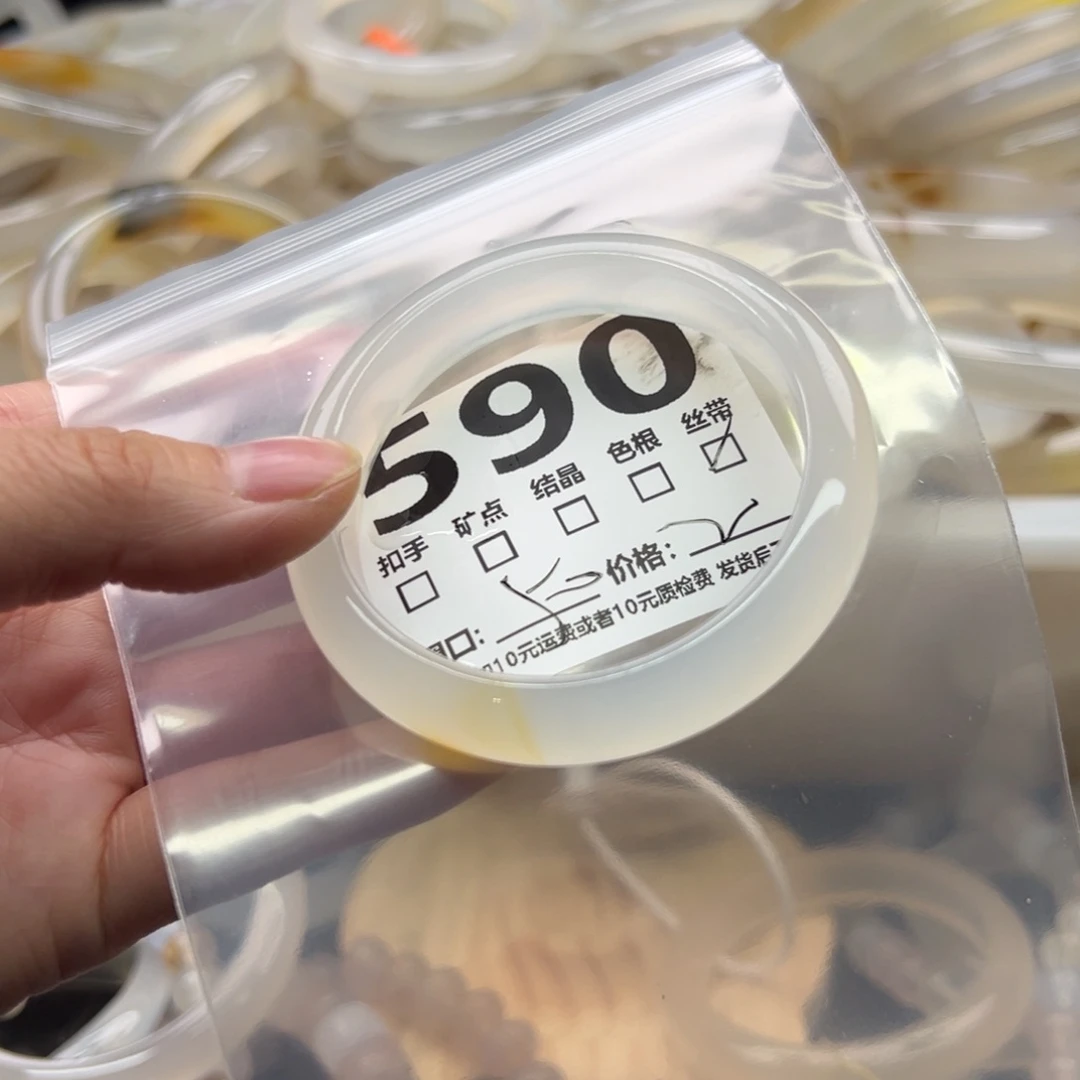 590
扣手 矿点 结晶 色根 丝带
口: 价格:
10元运费或者10元质检费 发货后